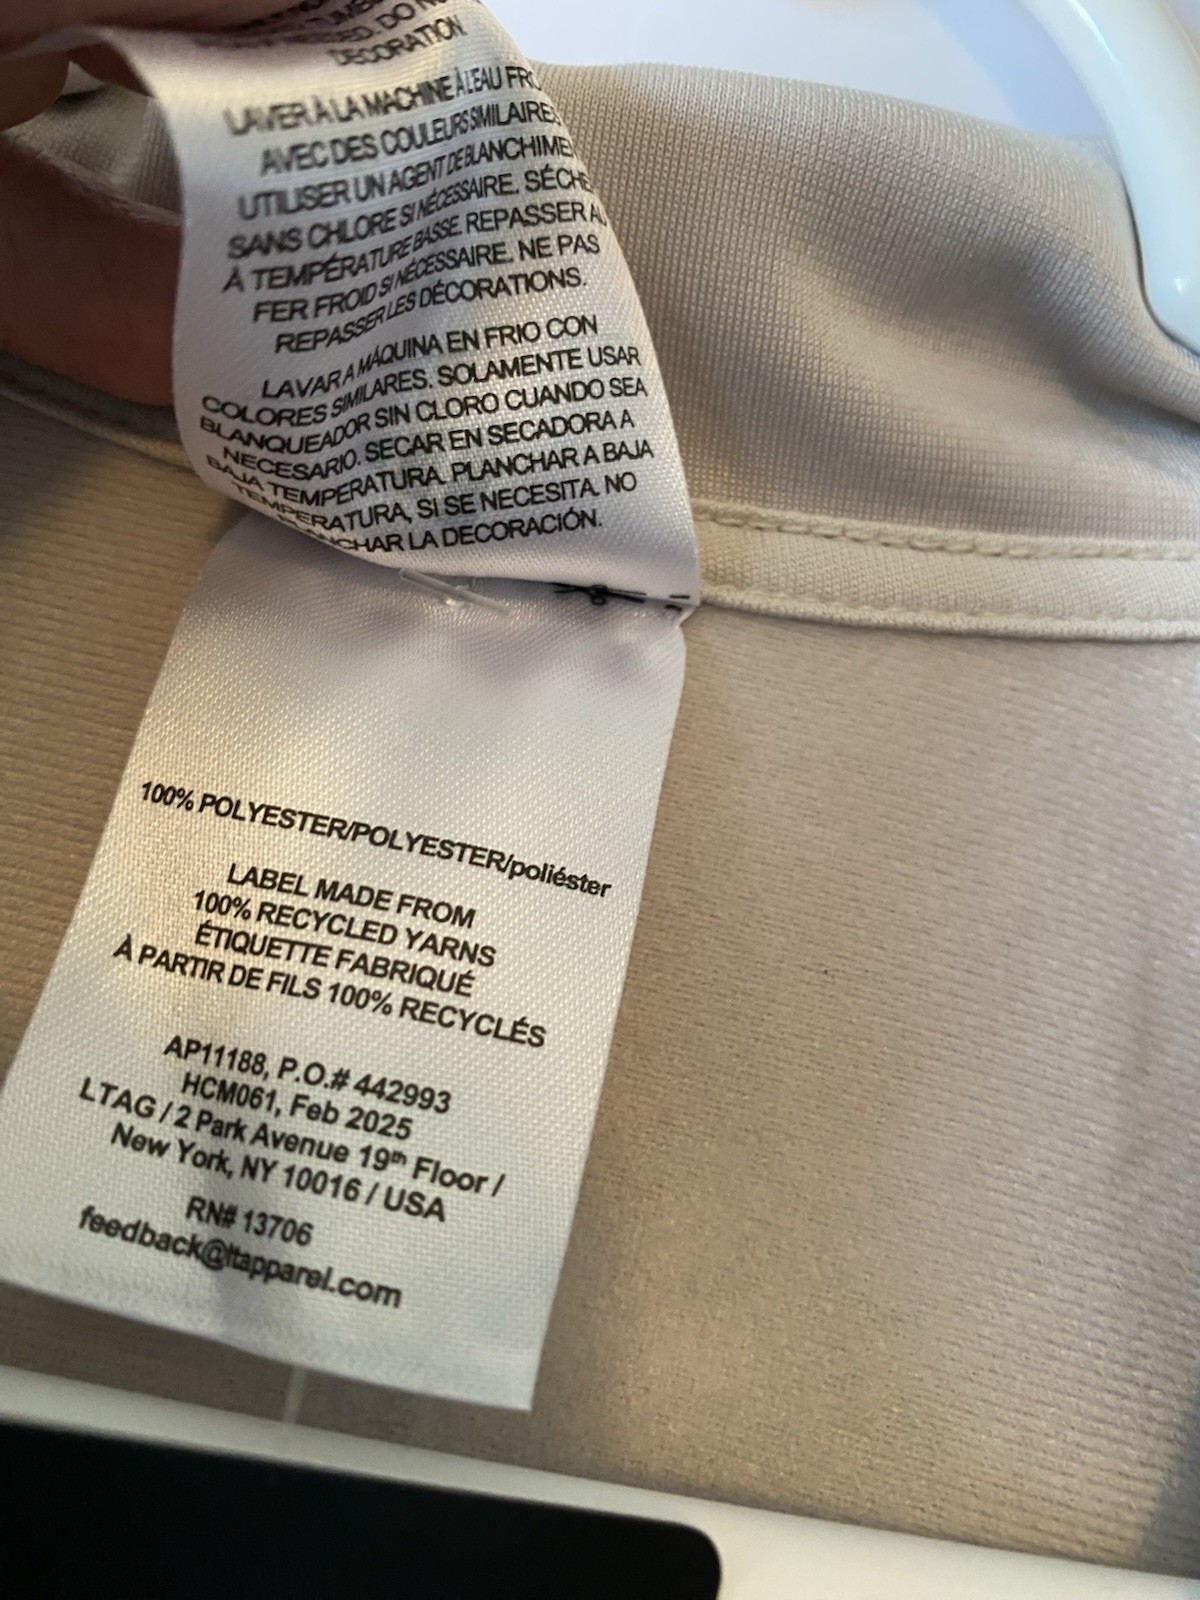 DECORATION
LAVER À LA MACHINE À L'EAU
AVEC DES COULEURS SIMILAIRES
UTILISER UN AGENT DE
SANS CHLORE SI NÉCESSAIRE.
À TEMPÉRATURE BASSE. REPASSER
FER FROID SI NÉCESSAIRE. NE PAS
REPASSER LES DÉCORATIONS.
LAVAR A MÁQUINA EN FRIO CON
COLORES SIMILARES. SOLAMENTE USAR
BLANQUEADOR SIN CLORO CUANDO SEA
NECESARIO. SECAR EN SECADORA A
BAJA TEMPERATURA. PLANCHAR A BAJA
TEMPERATURA, SI SE NECESITA. NO
LA DECORACIÓN.
100% POLYESTER/POLYESTER/poliéster
LABEL MADE FROM
100% RECYCLED YARNS
ÉTIQUETTE FABRIQUÉ
À PARTIR DE FILS 100% RECYCLÉS
AP11188, P.O.# 442993
HCM061, Feb 2025
LTAG / 2 Park Avenue 19th Floor /
New York, NY 10016 / USA
RN# 13706
feedback@ltapparel.com